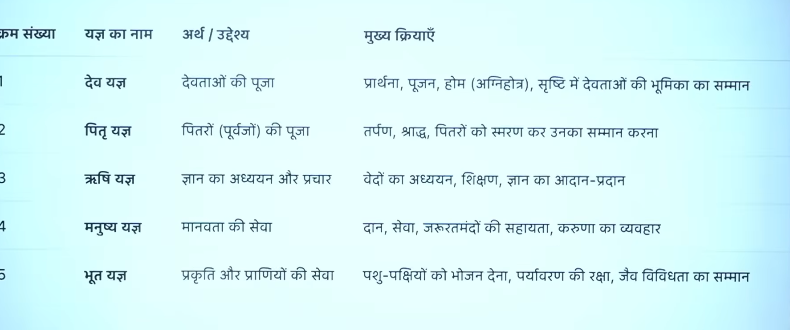 क्रम संख्या यज्ञ का नाम अर्थ / उद्देश्य मुख्य क्रियाएँ
1 देव यज्ञ देवताओं की पूजा प्रार्थना, पूजन, होम (अग्निहोत्र), सृष्टि में देवताओं की भूमिका का सम्मान
2 पितृ यज्ञ पितरों (पूर्वजों) की पूजा तर्पण, श्राद्ध, पितरों को स्मरण कर उनका सम्मान करना
3 ऋषि यज्ञ ज्ञान का अध्ययन और प्रचार वेदों का अध्ययन, शिक्षण, ज्ञान का आदान-प्रदान
4 मनुष्य यज्ञ मानवता की सेवा दान, सेवा, जरूरतमंदों की सहायता, करुणा का व्यवहार
5 भूत यज्ञ प्रकृति और प्राणियों की सेवा पशु-पक्षियों को भोजन देना, पर्यावरण की रक्षा, जैव विविधता का सम्मान